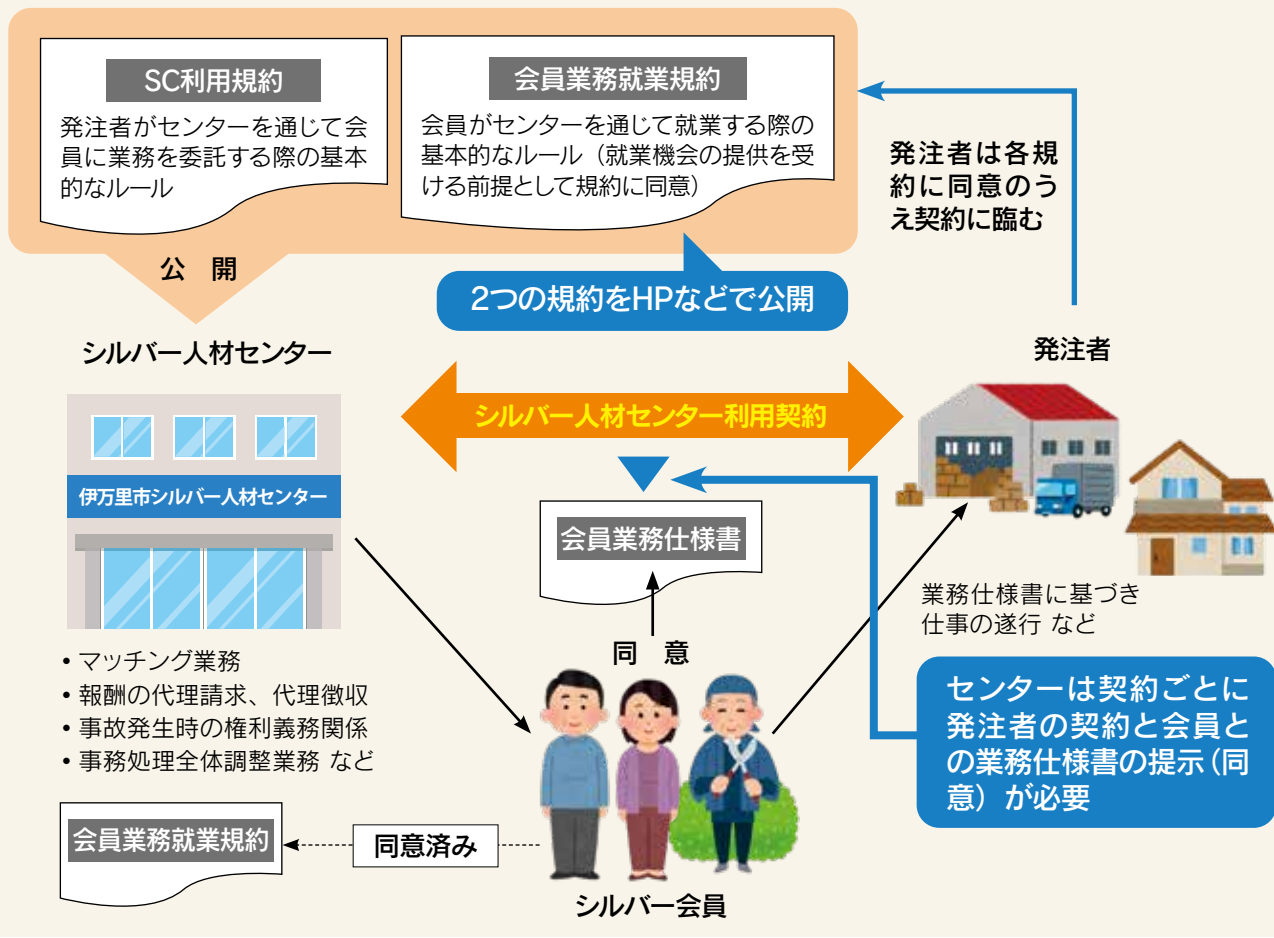 SC利用規約
発注者がセンターを通じて会
員に業務を委託する際の基本
的なルール
会員業務就業規約
会員がセンターを通じて就業する際の
基本的なルール（就業機会の提供を受
ける前提として規約に同意）
発注者は各規
約に同意のう
え契約に臨む
公　開
2つの規約をHPなどで公開
シルバー人材センター
発注者
シルバー人材センター利用契約
伊万里市シルバー人材センター
会員業務仕様書
業務仕様書に基づき
仕事の遂行 など
同　意
• マッチング業務
• 報酬の代理請求、代理徴収
• 事故発生時の権利義務関係
• 事務処理全体調整業務 など
センターは契約ごとに
発注者の契約と会員と
の業務仕様書の提示（同
意）が必要
会員業務就業規約
同意済み
シルバー会員